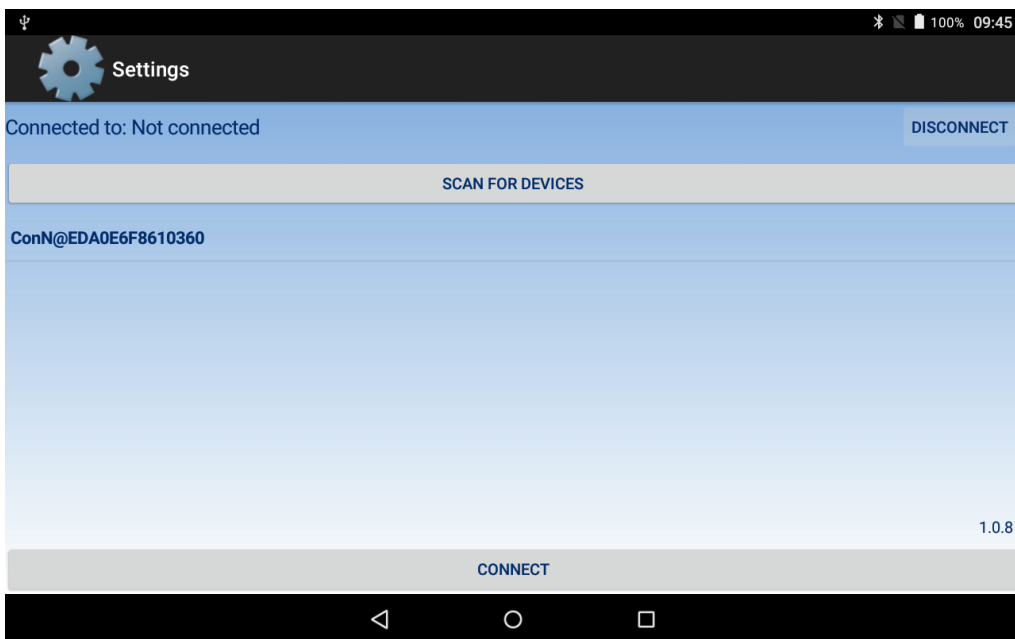 100% 09:45
Settings
Connected to: Not connected
DISCONNECT
SCAN FOR DEVICES
ConN@EDA0E6F8610360
1.0.8
CONNECT